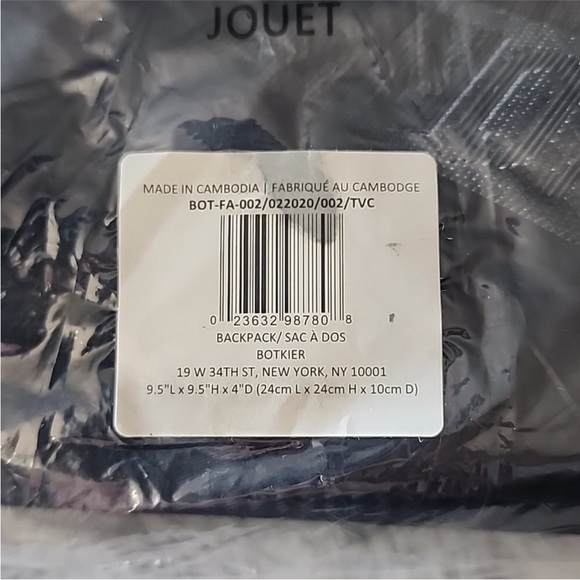 JOUET
MADE IN CAMBODIA | FABRIQUÉ AU CAMBODGE
BOT-FA-002/022020/002/TVC
0 23632 98780 8
BACKPACK/ SAC À DOS
BOTKIER
19 W 34TH ST, NEW YORK, NY 10001
9.5"L x 9.5"H x 4"D (24cm L x 24cm H x 10cm D)